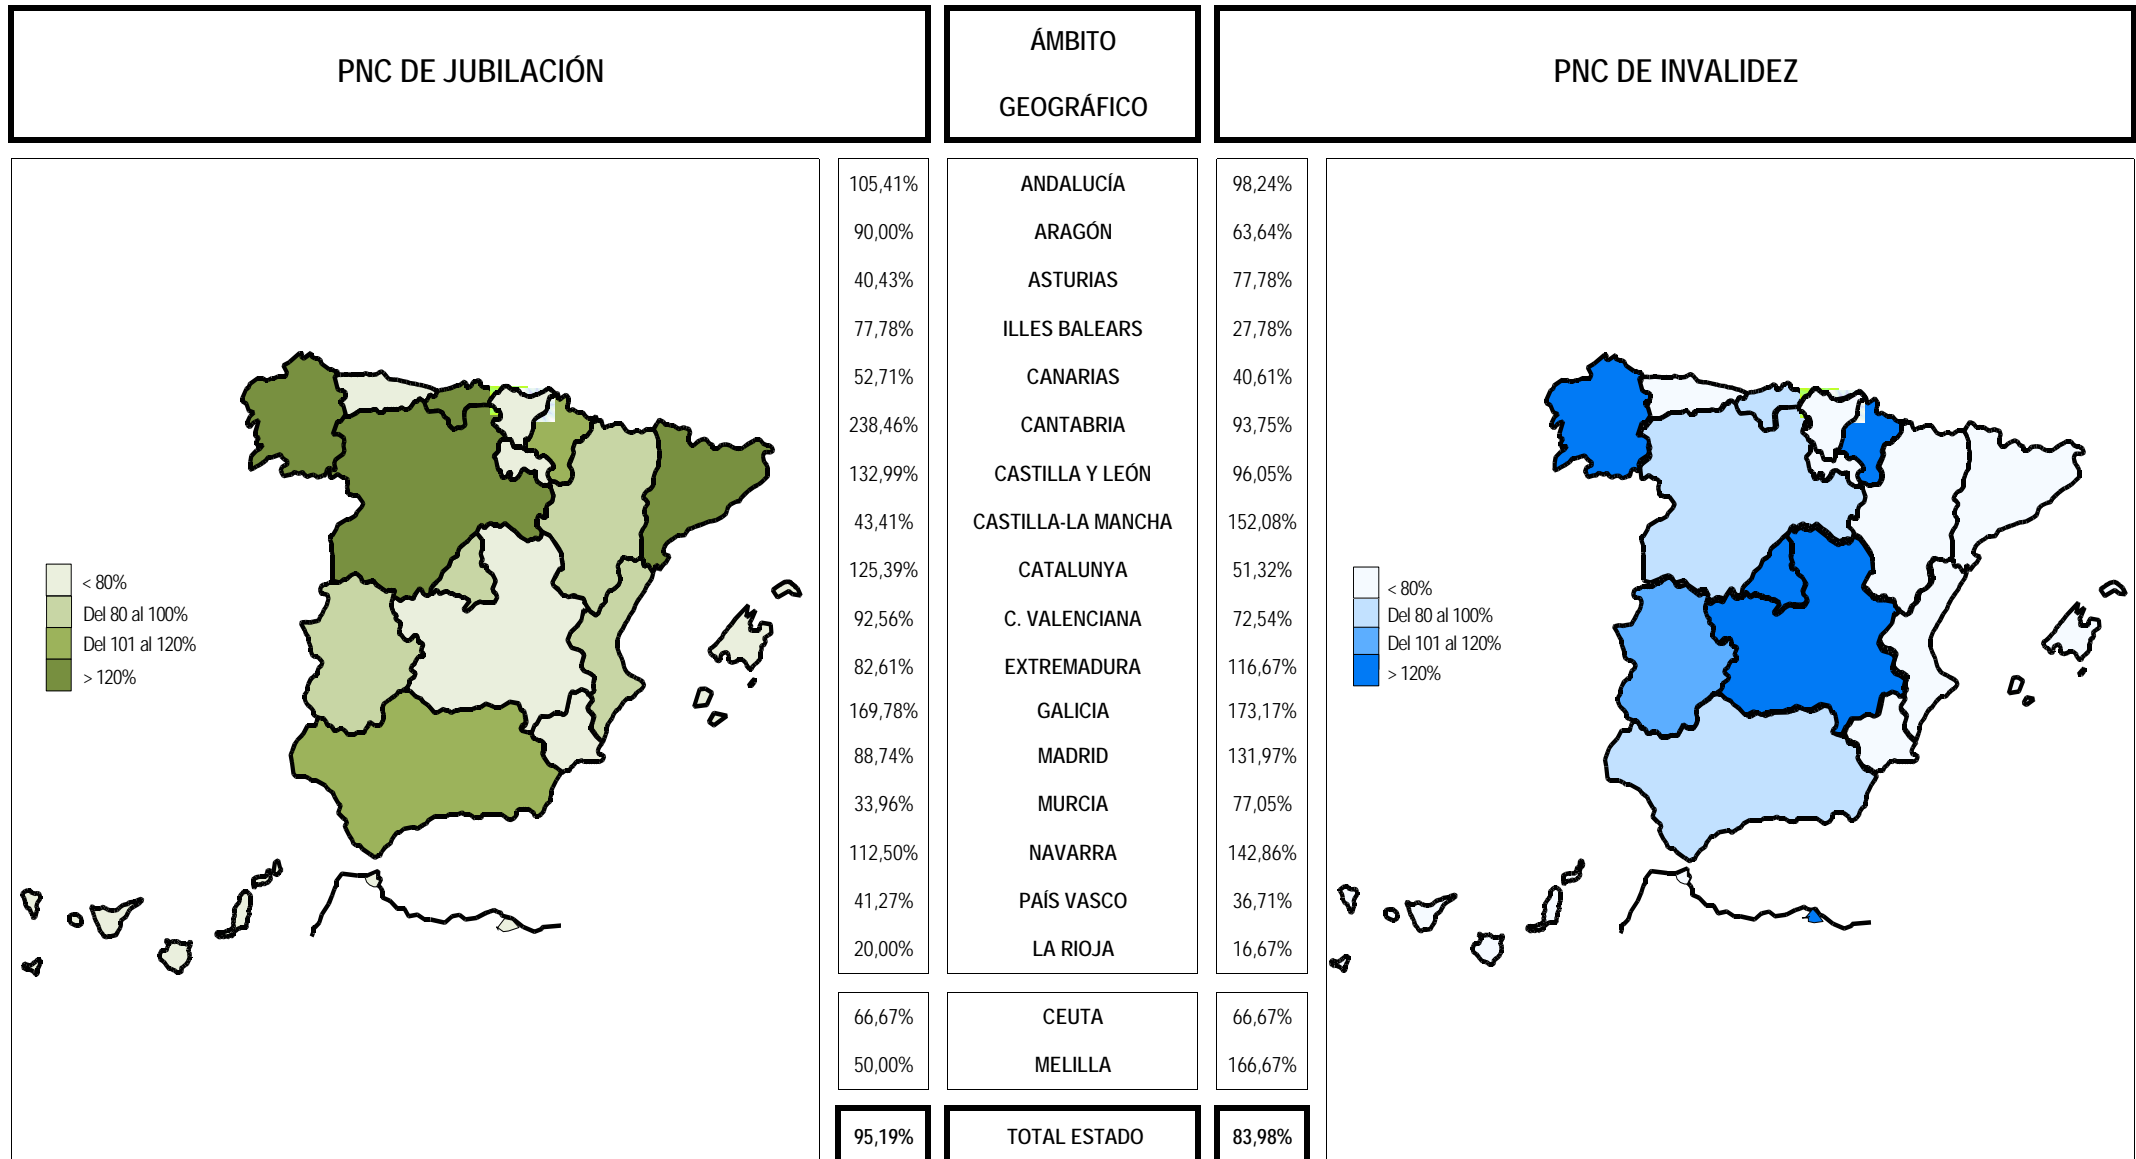 PNC DE JUBILACIÓN
ÁMBITO
GEOGRÁFICO
PNC DE INVALIDEZ
105,41% ANDALUCÍA 98,24%
90,00% ARAGÓN 63,64%
40,43% ASTURIAS 77,78%
77,78% ILLES BALEARS 27,78%
52,71% CANARIAS 40,61%
238,46% CANTABRIA 93,75%
132,99% CASTILLA Y LEÓN 96,05%
43,41% CASTILLA-LA MANCHA 152,08%
125,39% CATALUNYA 51,32%
92,56% C. VALENCIANA 72,54%
82,61% EXTREMADURA 116,67%
169,78% GALICIA 173,17%
88,74% MADRID 131,97%
33,96% MURCIA 77,05%
112,50% NAVARRA 142,86%
41,27% PAÍS VASCO 36,71%
20,00% LA RIOJA 16,67%
66,67% CEUTA 66,67%
50,00% MELILLA 166,67%
95,19% TOTAL ESTADO 83,98%
< 80%
Del 80 al 100%
Del 101 al 120%
> 120%
< 80%
Del 80 al 100%
Del 101 al 120%
> 120%